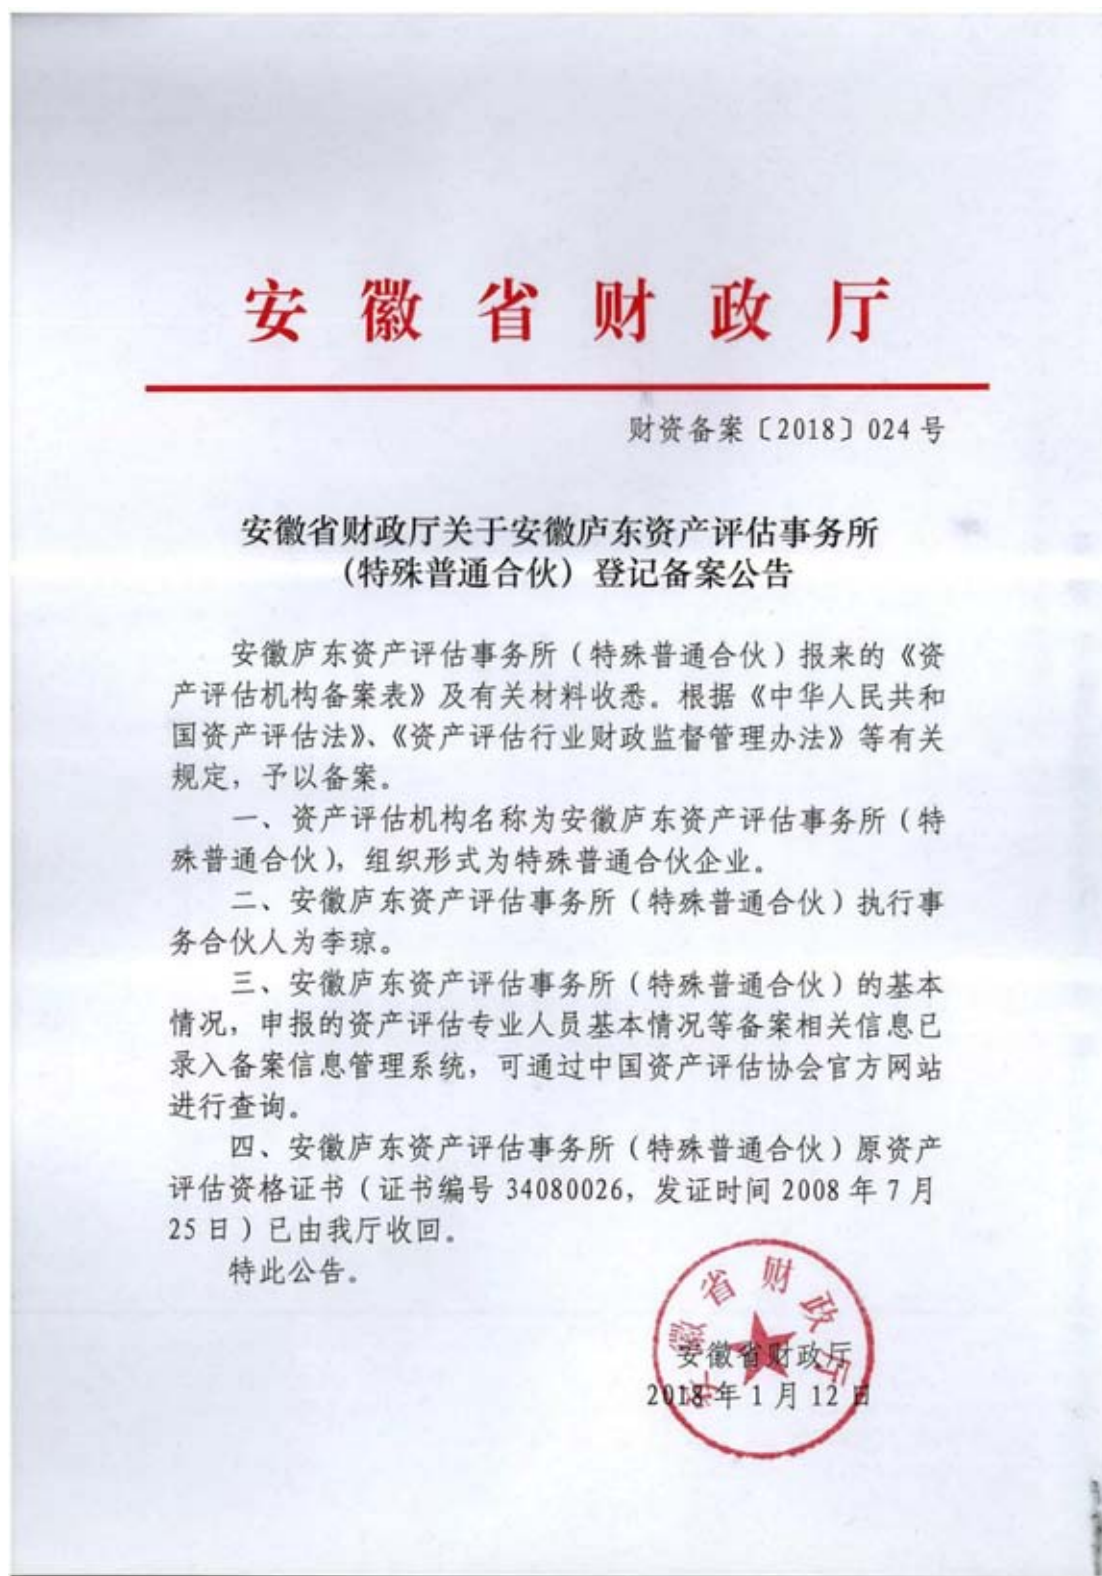 安徽省财政厅
财资备案〔2018〕024号
安徽省财政厅关于安徽庐东资产评估事务所
（特殊普通合伙）登记备案公告
安徽庐东资产评估事务所（特殊普通合伙）报来的《资
产评估机构备案表》及有关材料收悉。根据《中华人民共和
国资产评估法》、《资产评估行业财政监督管理办法》等有关
规定，予以备案。
一、资产评估机构名称为安徽庐东资产评估事务所（特
殊普通合伙），组织形式为特殊普通合伙企业。
二、安徽庐东资产评估事务所（特殊普通合伙）执行事
务合伙人为李琼。
三、安徽庐东资产评估事务所（特殊普通合伙）的基本
情况，申报的资产评估专业人员基本情况等备案相关信息已
录入备案信息管理系统，可通过中国资产评估协会官方网站
进行查询。
四、安徽庐东资产评估事务所（特殊普通合伙）原资产
评估资格证书（证书编号 34080026，发证时间 2008 年 7 月
25 日）已由我厅收回。
特此公告。
安徽省财政厅
安徽省财政厅
2018 年 1 月 12 日